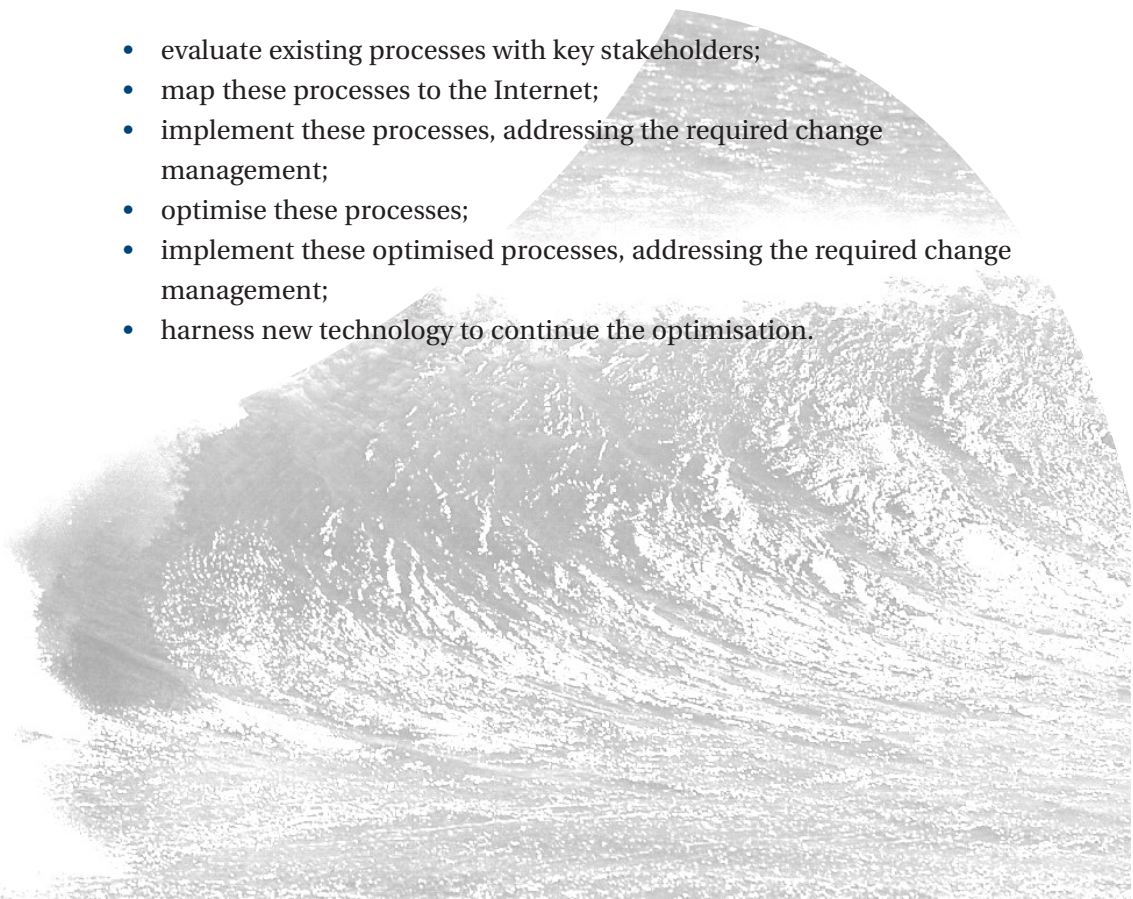 • evaluate existing processes with key stakeholders;
• map these processes to the Internet;
• implement these processes, addressing the required change
management;
• optimise these processes;
• implement these optimised processes, addressing the required change
management;
• harness new technology to continue the optimisation.